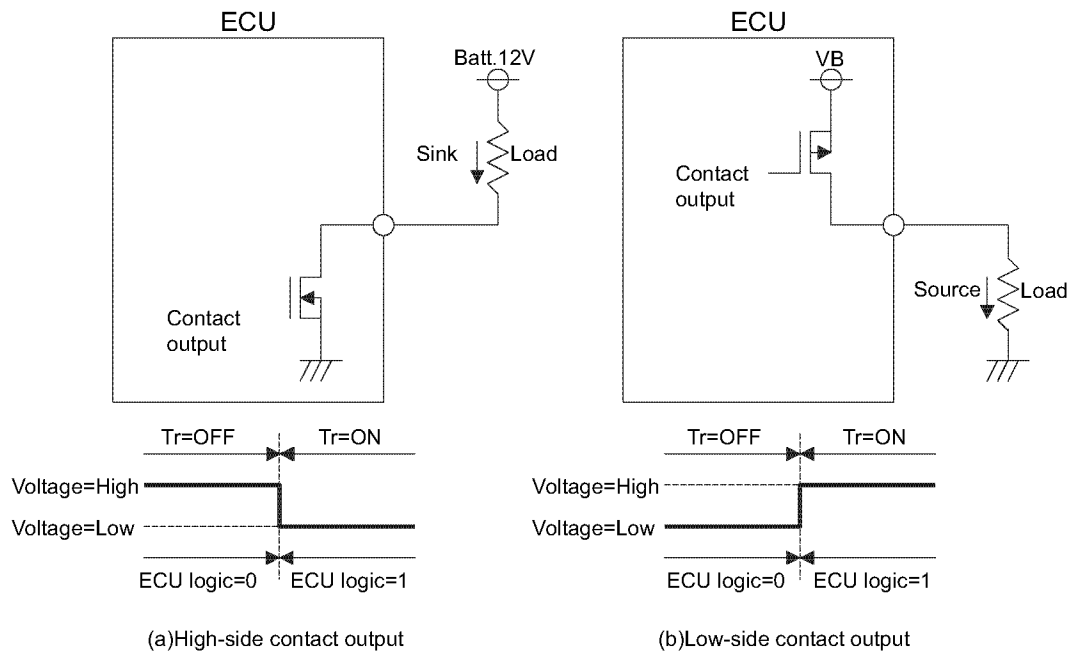 ECU
Batt.12V
Sink
Load
Contact
output
Tr=OFF
Tr=ON
Voltage=High
Voltage=Low
ECU logic=0
ECU logic=1
(a)High-side contact output
ECU
VB
Contact
output
Source
Load
Tr=OFF
Tr=ON
Voltage=High
Voltage=Low
ECU logic=0
ECU logic=1
(b)Low-side contact output